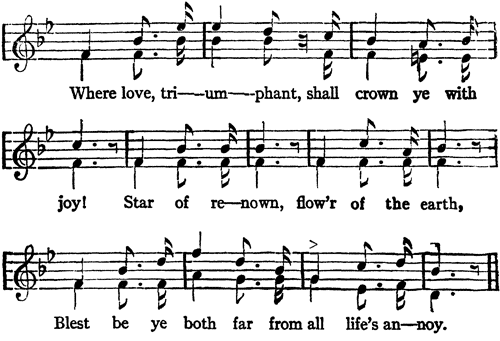 Where love, tri—um—phant, shall crown ye with
joy! Star of re—nown, flow'r of the earth,
Blest be ye both far from all life's an—noy.